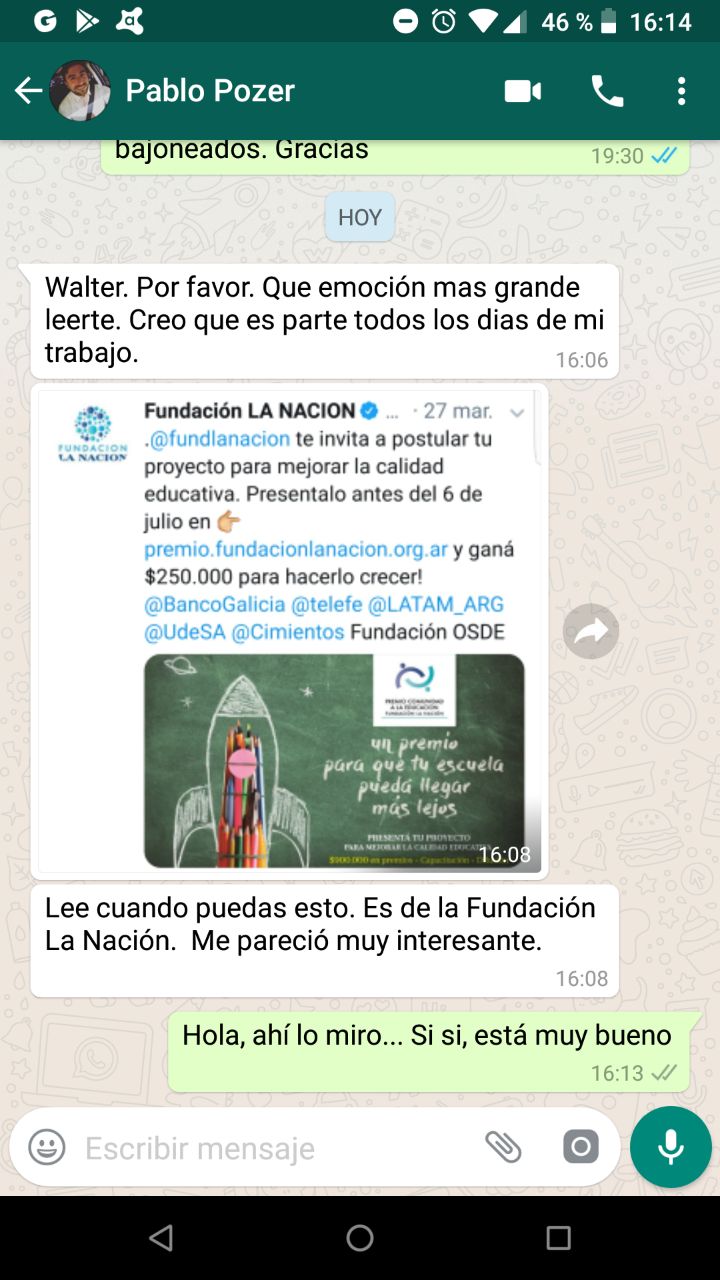 46 % 16:14
Pablo Pozer
bajoneados. Gracias
19:30
HOY
Walter. Por favor. Que emoción mas grande
leerte. Creo que es parte todos los dias de mi
trabajo.
16:06
Fundación LA NACION ... · 27 mar.
FUNDACION
LA NACION
.@fundlanacion te invita a postular tu
proyecto para mejorar la calidad
educativa. Presentalo antes del 6 de
julio en 👉
premio.fundacionlanacion.org.ar y ganá
$250.000 para hacerlo crecer!
@BancoGalicia @telefe @LATAM_ARG
@UdeSA @Cimientos Fundación OSDE
PREMIO COMUNIDAD
A LA EDUCACIÓN
FUNDACIÓN LA NACION
un premio
para que tu escuela
pueda llegar
más lejos
PRESENTÁ TU PROYECTO
PARA MEJORAR LA CALIDAD EDUCATIVA
$900.000 en premios - Capacitación -
16:08
Lee cuando puedas esto. Es de la Fundación
La Nación. Me pareció muy interesante.
16:08
Hola, ahí lo miro... Si si, está muy bueno
16:13
Escribir mensaje